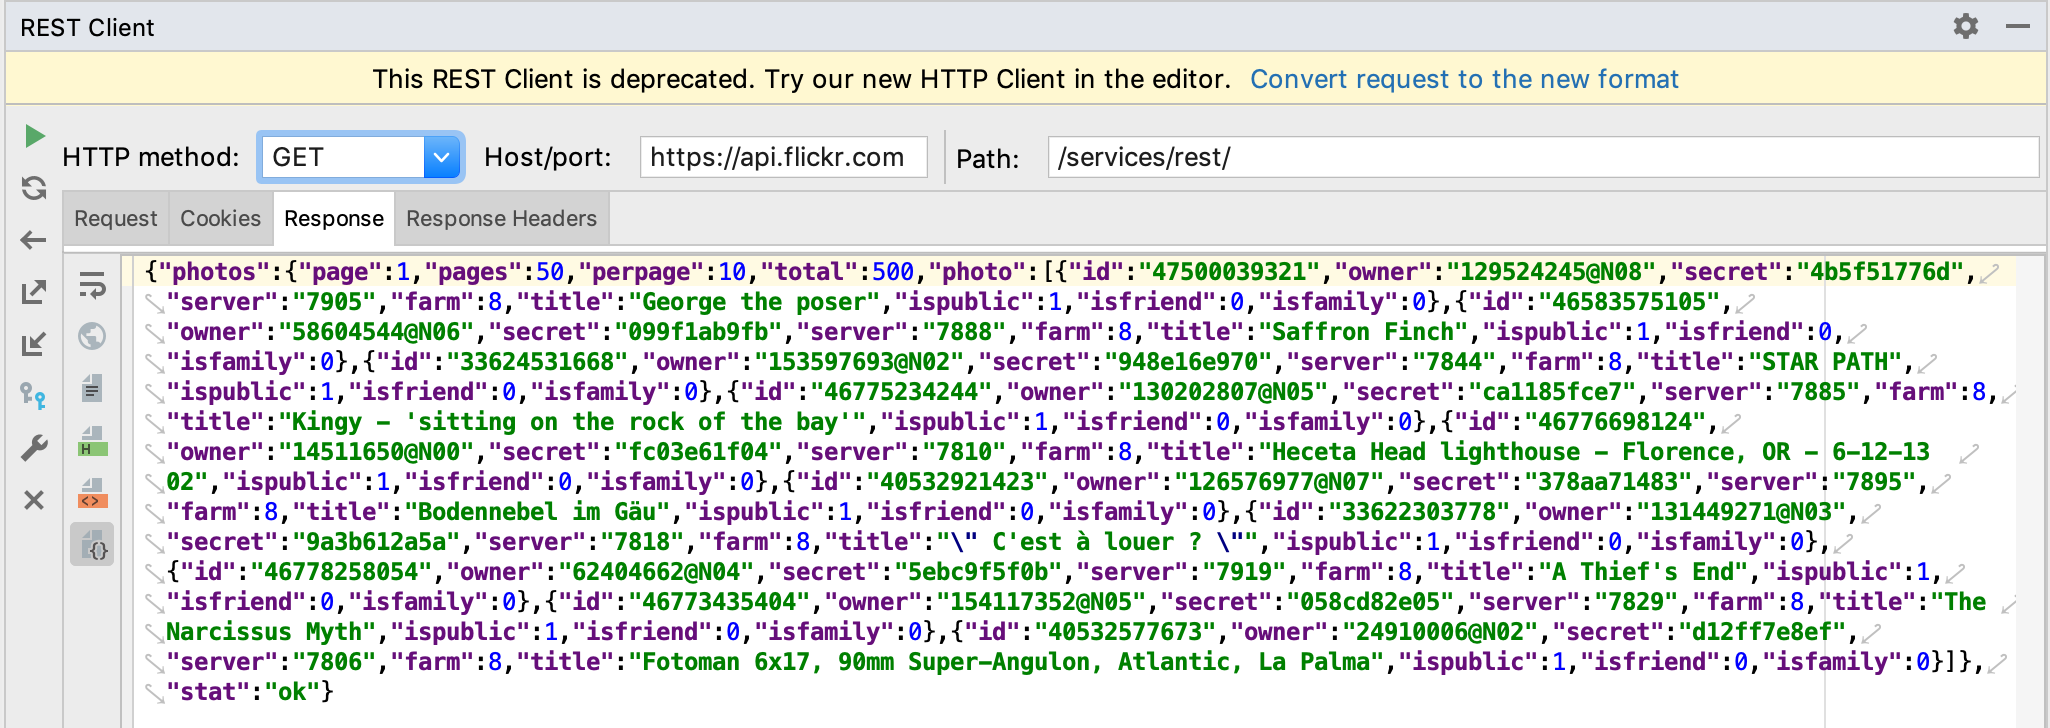 REST Client
This REST Client is deprecated. Try our new HTTP Client in the editor. Convert request to the new format
HTTP method: GET Host/port: https://api.flickr.com Path: /services/rest/
Request Cookies Response Response Headers
{"photos":{"page":1,"pages":50,"perpage":10,"total":500,"photo":[{"id":"47500039321","owner":"129524245@N08","secret":"4b5f51776d",
"server":"7905","farm":8,"title":"George the poser","ispublic":1,"isfriend":0,"isfamily":0},{"id":"46583575105",
"owner":"58604544@N06","secret":"099f1ab9fb","server":"7888","farm":8,"title":"Saffron Finch","ispublic":1,"isfriend":0,
"isfamily":0},{"id":"33624531668","owner":"153597693@N02","secret":"948e16e970","server":"7844","farm":8,"title":"STAR PATH",
"ispublic":1,"isfriend":0,"isfamily":0},{"id":"46775234244","owner":"130202807@N05","secret":"ca1185fce7","server":"7885","farm":8,
"title":"Kingy – 'sitting on the rock of the bay'","ispublic":1,"isfriend":0,"isfamily":0},{"id":"46776698124",
"owner":"14511650@N00","secret":"fc03e61f04","server":"7810","farm":8,"title":"Heceta Head lighthouse – Florence, OR – 6–12–13
02","ispublic":1,"isfriend":0,"isfamily":0},{"id":"40532921423","owner":"126576977@N07","secret":"378aa71483","server":"7895",
"farm":8,"title":"Bodennebel im Gäu","ispublic":1,"isfriend":0,"isfamily":0},{"id":"33622303778","owner":"131449271@N03",
"secret":"9a3b612a5a","server":"7818","farm":8,"title":"\" C'est à louer ? \"","ispublic":1,"isfriend":0,"isfamily":0},
{"id":"46778258054","owner":"62404662@N04","secret":"5ebc9f5f0b","server":"7919","farm":8,"title":"A Thief's End","ispublic":1,
"isfriend":0,"isfamily":0},{"id":"46773435404","owner":"154117352@N05","secret":"058cd82e05","server":"7829","farm":8,"title":"The
Narcissus Myth","ispublic":1,"isfriend":0,"isfamily":0},{"id":"40532577673","owner":"24910006@N02","secret":"d12ff7e8ef",
"server":"7806","farm":8,"title":"Fotoman 6x17, 90mm Super–Angulon, Atlantic, La Palma","ispublic":1,"isfriend":0,"isfamily":0}]},
"stat":"ok"}